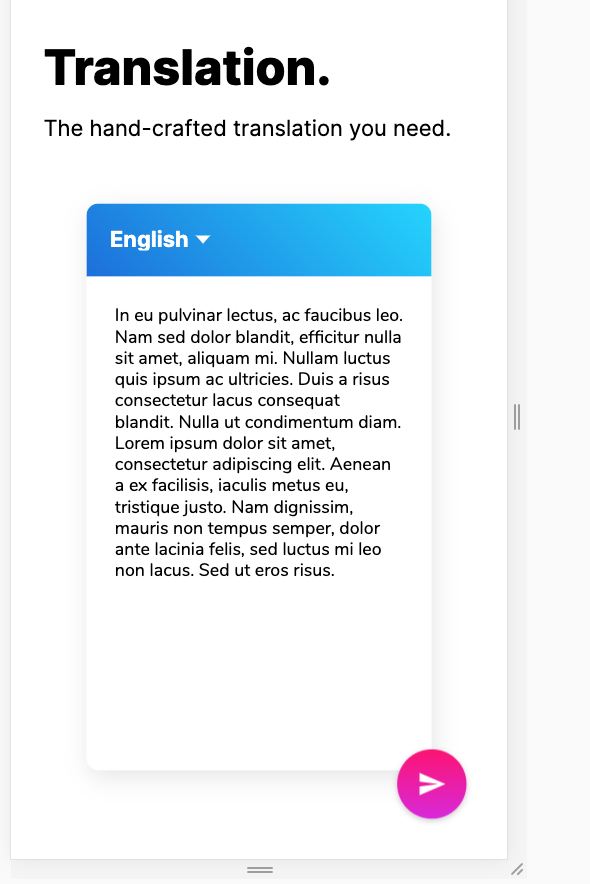 Translation.
The hand-crafted translation you need.
English
In eu pulvinar lectus, ac faucibus leo.
Nam sed dolor blandit, efficitur nulla
sit amet, aliquam mi. Nullam luctus
quis ipsum ac ultricies. Duis a risus
consectetur lacus consequat
blandit. Nulla ut condimentum diam.
Lorem ipsum dolor sit amet,
consectetur adipiscing elit. Aenean
a ex facilisis, iaculis metus eu,
tristique justo. Nam dignissim,
mauris non tempus semper, dolor
ante lacinia felis, sed luctus mi leo
non lacus. Sed ut eros risus.